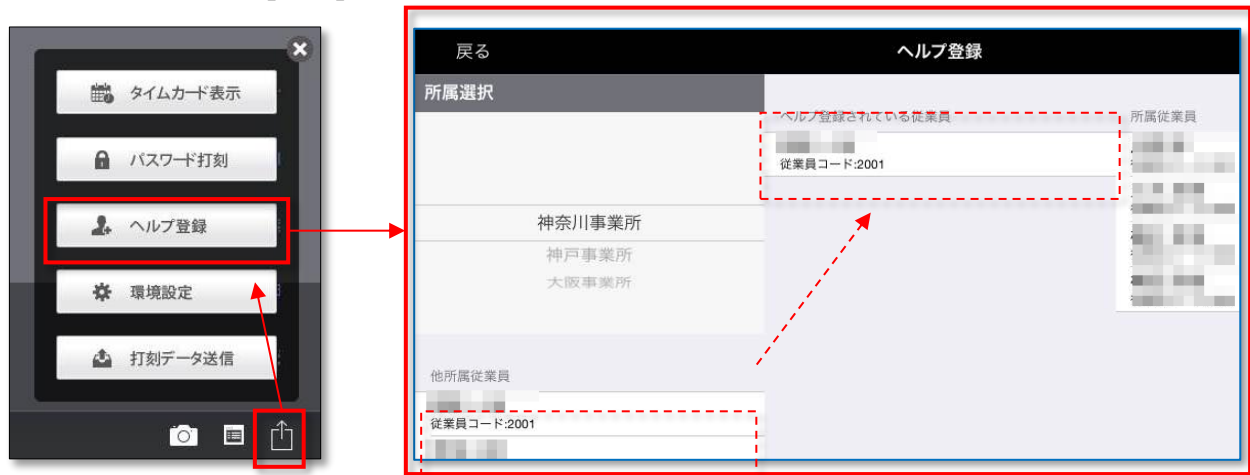 タイムカード表示
パスワード打刻
ヘルプ登録
環境設定
打刻データ送信
戻る
ヘルプ登録
所属選択
神奈川事業所
神戸事業所
大阪事業所
他所属従業員
従業員コード:2001
ヘルプ登録されている従業員
従業員コード:2001
所属従業員